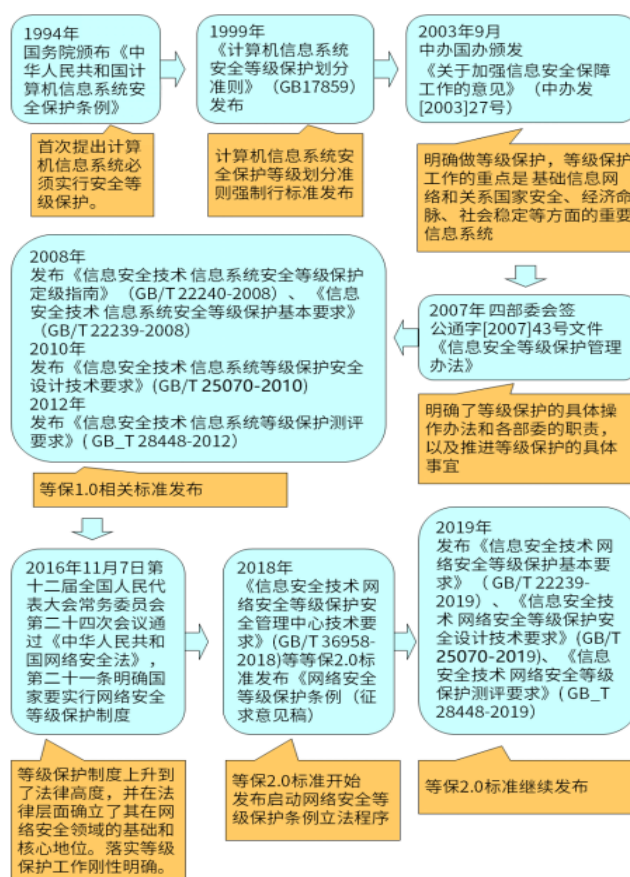 1994年
国务院颁布《中
华人民共和国计
算机信息系统安
全保护条例》
1999年
《计算机信息系统
安全等级保护划分
准则》（GB17859）
发布
2003年9月
中办国办颁发
《关于加强信息安全保障
工作的意见》（中办发
[2003]27号）
首次提出计算
机信息系统必
须实行安全等
级保护。
计算机信息系统安
全保护等级划分准
则强制行标准发布
明确做等级保护，等级保护
工作的重点是 基础信息网
络和关系国家安全、经济命
脉、社会稳定等方面的重要
信息系统
2007年 四部委会签
公通字[2007]43号文件
《信息安全等级保护管理
办法》
明确了等级保护的具体操
作办法和各部委的职责，
以及推进等级保护的具体
事宜
2008年
发布《信息安全技术 信息系统安全等级保护
定级指南》（GB/T 22240-2008）、《信息
安全技术 信息系统安全等级保护基本要求》
（GB/T 22239-2008）
2010年
发布《信息安全技术 信息系统等级保护安全
设计技术要求》(GB/T 25070-2010)
2012年
发布《信息安全技术 信息系统等级保护测评
要求》( GB_T 28448-2012）
等保1.0相关标准发布
2016年11月7日第
十二届全国人民代
表大会常务委员会
第二十四次会议通
过《中华人民共和
国网络安全法》，
第二十一条明确国
家要实行网络安全
等级保护制度
等级保护制度上升到
了法律高度，并在法
律层面确立了其在网
络安全领域的基础和
核心地位。落实等级
保护工作刚性明确。
2018年
《信息安全技术 网
络安全等级保护安
全管理中心技术要
求》(GB/T 36958-
2018)等等保2.0标
准发布《网络安全
等级保护条例（征
求意见稿）
等保2.0标准开始
发布启动网络安全等
级保护条例立法程序
2019年
发布《信息安全技术 网
络安全等级保护基本要
求》（ GB/T 22239-
2019）、《信息安全技
术 网络安全等级保护安
全设计技术要求》(GB/T
25070-2019)、《信息
安全技术 网络安全等级
保护测评要求》( GB_T
28448-2019）
等保2.0标准继续发布